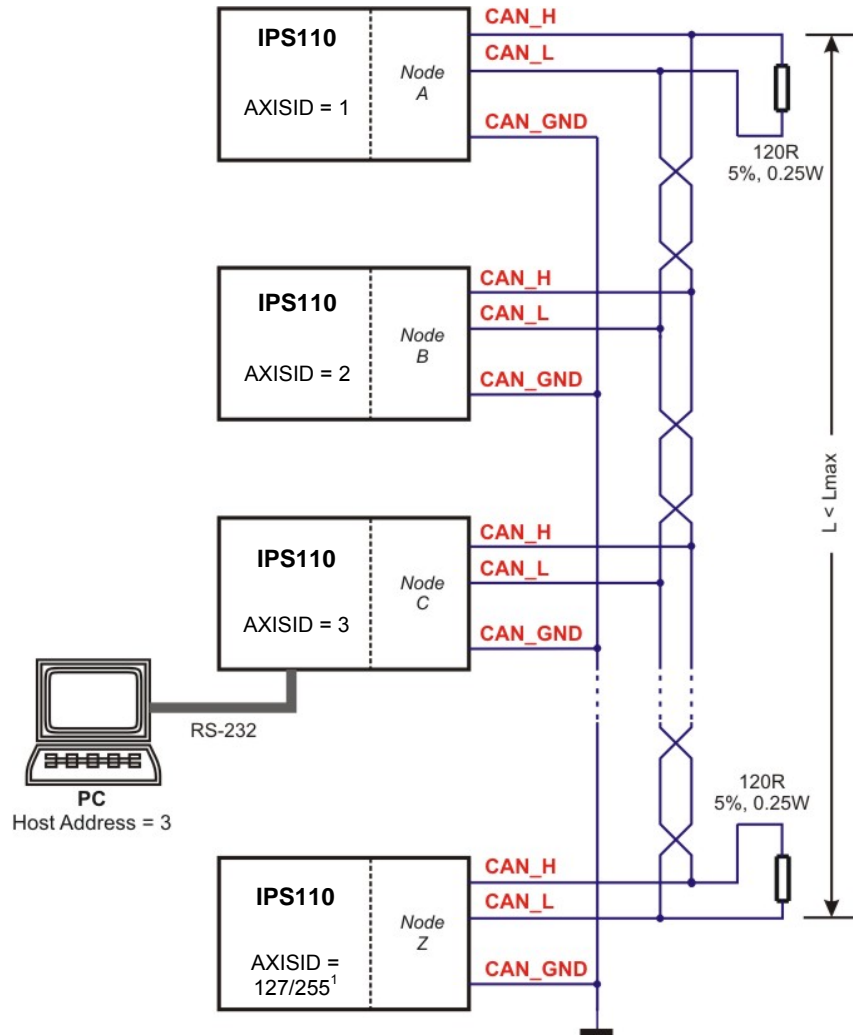 IPS110
AXISID = 1
Node
A
CAN_H
CAN_L
CAN_GND
120R
5%, 0.25W
IPS110
AXISID = 2
Node
B
CAN_H
CAN_L
CAN_GND
L < Lmax
IPS110
AXISID = 3
Node
C
CAN_H
CAN_L
CAN_GND
RS-232
PC
Host Address = 3
120R
5%, 0.25W
IPS110
AXISID =
127/255¹
Node
Z
CAN_H
CAN_L
CAN_GND